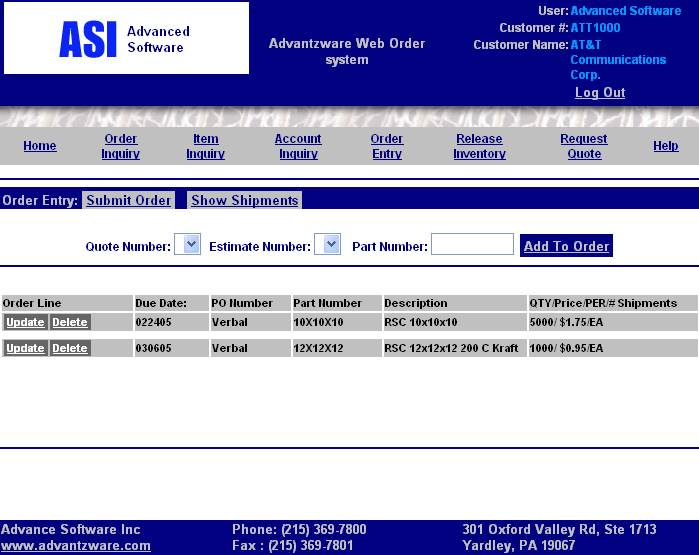 ASI Advanced Software
Advantzware Web Order
system
User: Advanced Software
Customer #: ATT1000
Customer Name: AT&T
Communications
Corp.
Log Out
Home Order Inquiry Item Inquiry Account Inquiry Order Entry Release Inventory Request Quote Help
Order Entry: Submit Order Show Shipments
Quote Number: Estimate Number: Part Number: Add To Order
Order Line Due Date: PO Number Part Number Description QTY/Price/PER/# Shipments
Update Delete 022405 Verbal 10X10X10 RSC 10x10x10 5000/ $1.75/EA
Update Delete 030605 Verbal 12X12X12 RSC 12x12x12 200 C Kraft 1000/ $0.95/EA
Advance Software Inc Phone: (215) 369-7800 301 Oxford Valley Rd, Ste 1713
www.advantzware.com Fax : (215) 369-7801 Yardley, PA 19067